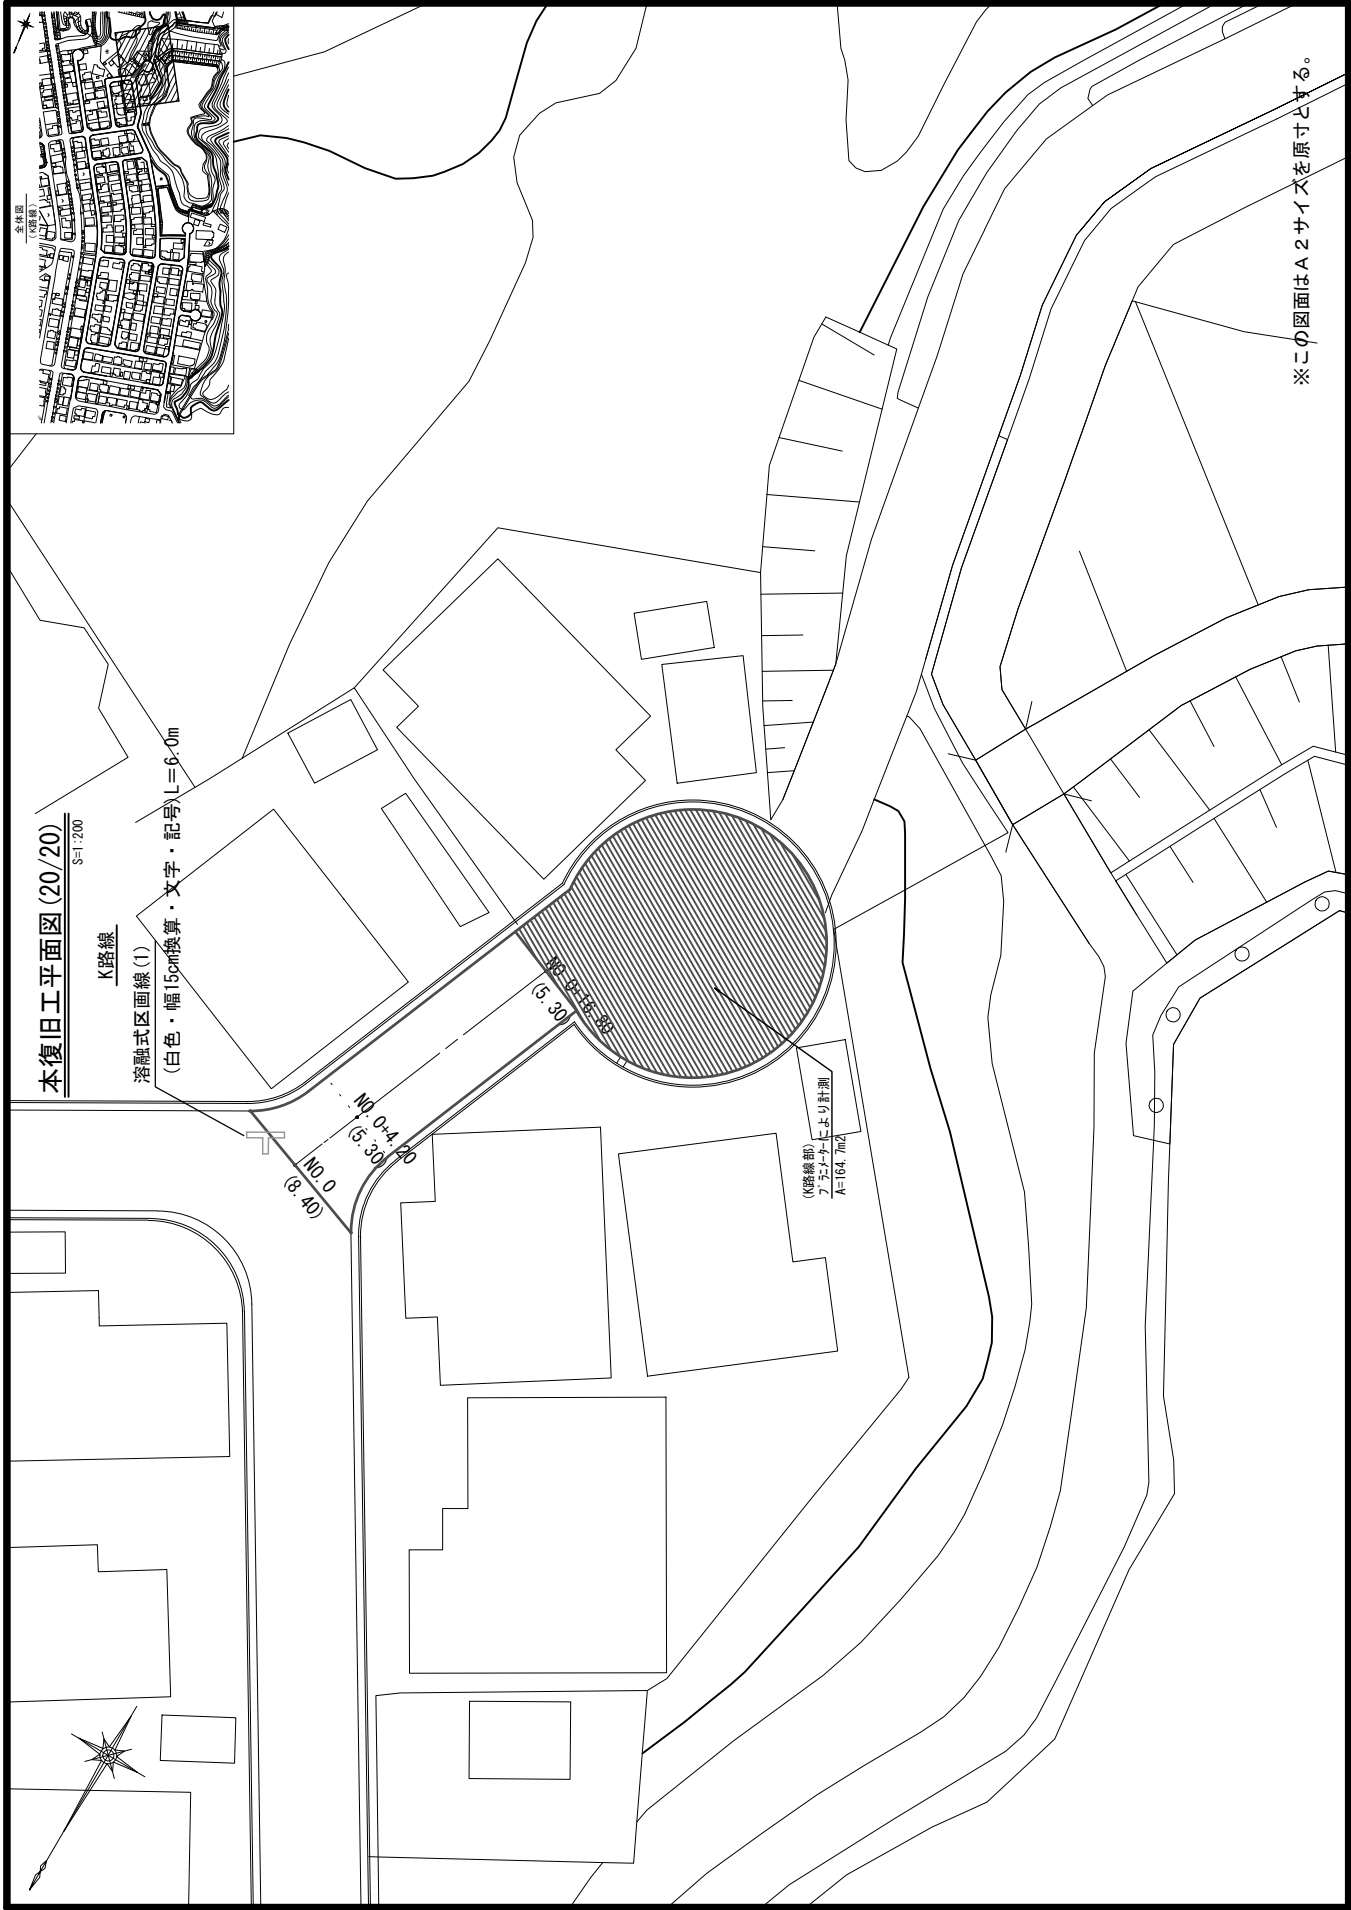 本復旧工平面図(20/20)
S=1:200
K路線
溶融式区画線(1)
(白色・幅15cm換算・文字・記号)L=6.0m
全体図
(K路線)
NO.0
(8.40)
NO.0+4.20
(5.30)
NO.0+16.80
(5.30)
(K路線部)
プラニメーターにより計測
A=164.7m2
※この図面はA2サイズを原寸とする。